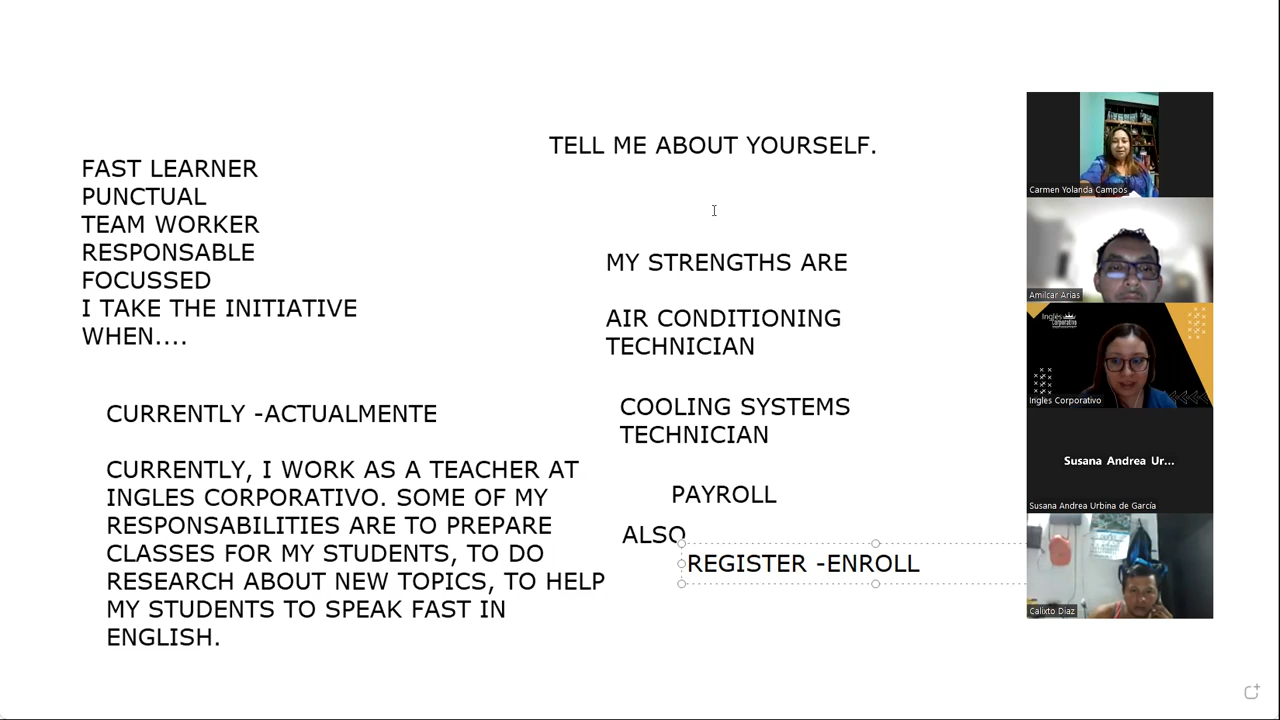 TELL ME ABOUT YOURSELF.
FAST LEARNER
PUNCTUAL
TEAM WORKER
RESPONSABLE
FOCUSSED
I TAKE THE INITIATIVE
WHEN....
MY STRENGTHS ARE
AIR CONDITIONING
TECHNICIAN
COOLING SYSTEMS
TECHNICIAN
PAYROLL
ALSO
REGISTER -ENROLL
CURRENTLY -ACTUALMENTE
CURRENTLY, I WORK AS A TEACHER AT
INGLES CORPORATIVO. SOME OF MY
RESPONSABILITIES ARE TO PREPARE
CLASSES FOR MY STUDENTS, TO DO
RESEARCH ABOUT NEW TOPICS, TO HELP
MY STUDENTS TO SPEAK FAST IN
ENGLISH.
Carmen Yolanda Campos
Amilcar Arias
Inglés
Corporativo
Ingles Corporativo
Susana Andrea Ur...
Susana Andrea Urbina de García
Calixto Diaz